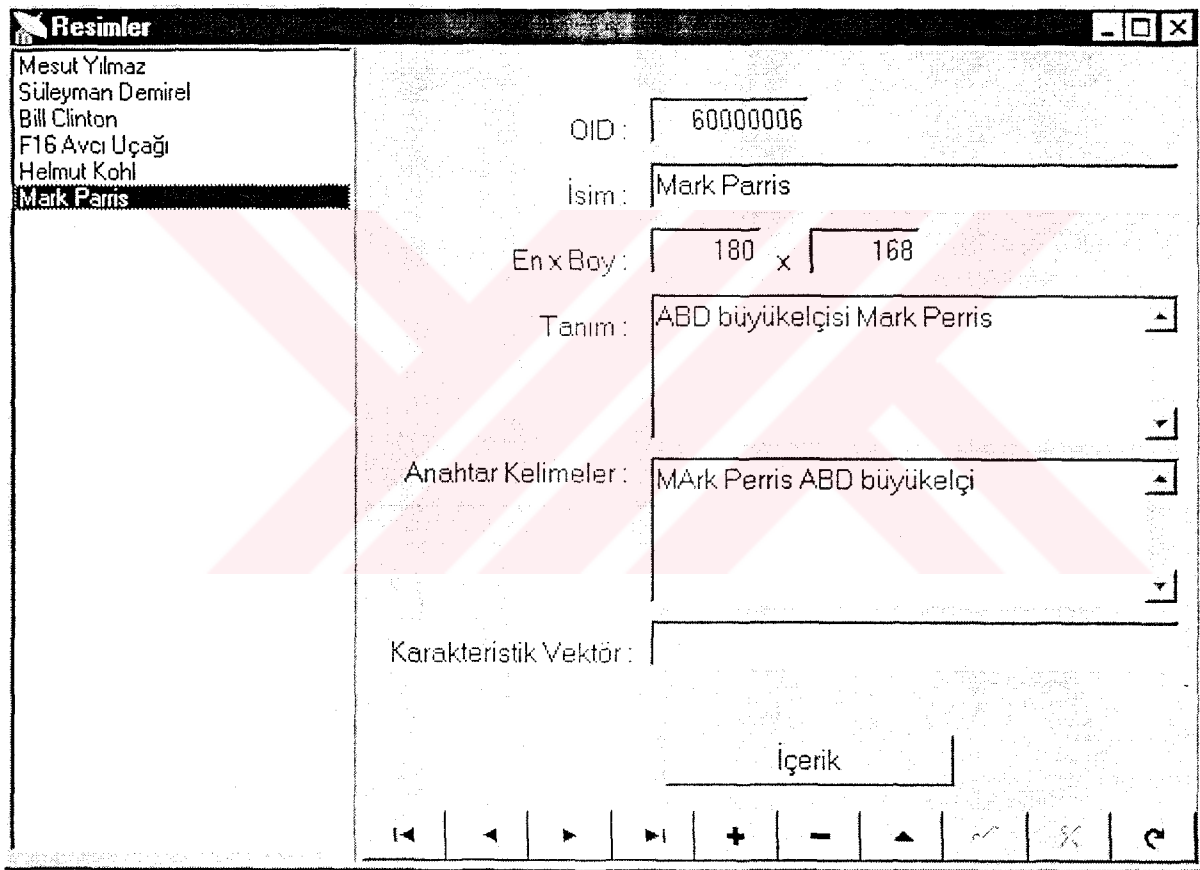 Resimler
Mesut Yılmaz
Süleyman Demirel
Bill Clinton
F16 Avcı Uçağı
Helmut Kohl
Mark Parris
OID : 60000006
İsim : Mark Parris
En x Boy : 180 x 168
Tanım : ABD büyükelçisi Mark Perris
Anahtar Kelimeler : MArk Perris ABD büyükelçi
Karakteristik Vektör :
İçerik